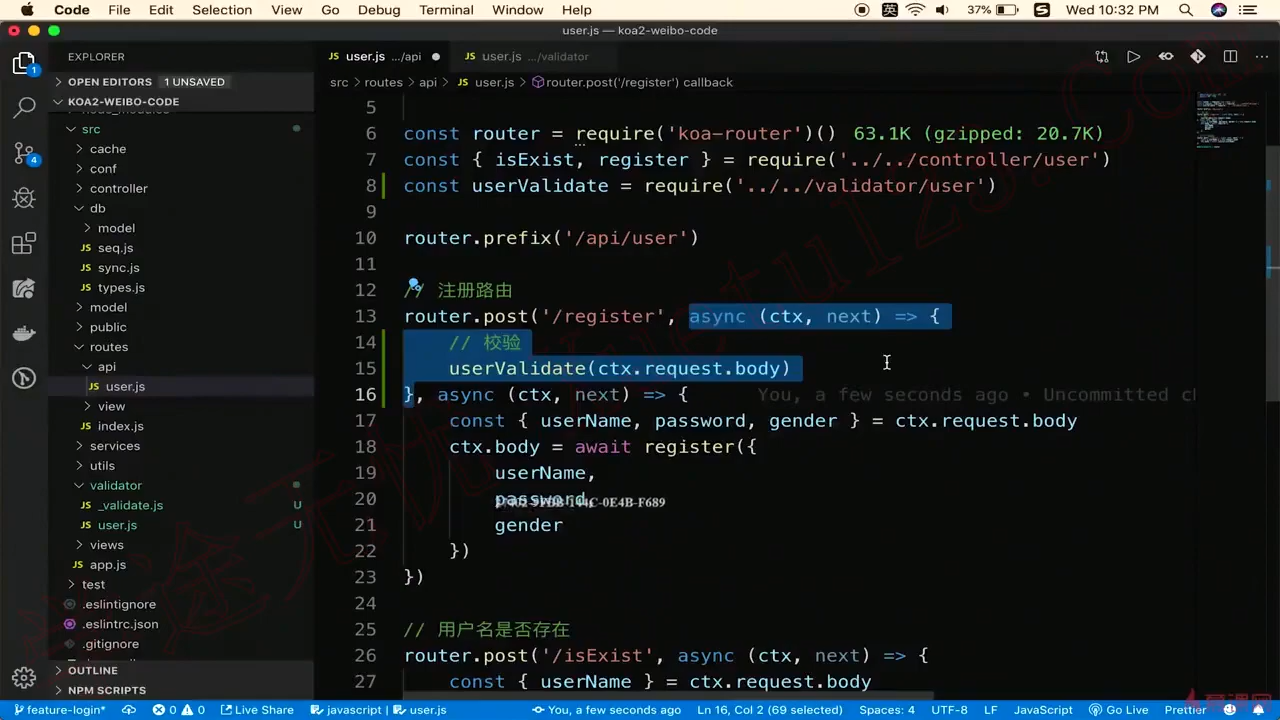 Code File Edit Selection View Go Debug Terminal Window Help 英 37% Wed 10:32 PM
user.js — koa2-weibo-code
EXPLORER
user.js .../api
user.js .../validator
OPEN EDITORS 1 UNSAVED
src > routes > api > user.js > router.post('/register') callback
KOA2-WEIBO-CODE
src
cache
conf
controller
db
model
seq.js
sync.js
types.js
model
public
routes
api
user.js
view
index.js
services
utils
validator
_validate.js U
user.js U
views
app.js
test
.eslintignore
.eslintrc.json
.gitignore
OUTLINE
NPM SCRIPTS
1
4
5
6 const router = require('koa-router')() 63.1K (gzipped: 20.7K)
7 const { isExist, register } = require('../../controller/user')
8 const userValidate = require('../../validator/user')
9
10 router.prefix('/api/user')
11
12 // 注册路由
13 router.post('/register', async (ctx, next) => {
14 // 校验
15 userValidate(ctx.request.body)
16 }, async (ctx, next) => { You, a few seconds ago • Uncommitted ch
17 const { userName, password, gender } = ctx.request.body
18 ctx.body = await register({
19 userName,
20 password,
21 gender
22 })
23 })
24
25 // 用户名是否存在
26 router.post('/isExist', async (ctx, next) => {
27 const { userName } = ctx.request.body
feature-login* 0 0 Live Share javascript | user.js You, a few seconds ago Ln 16, Col 2 (69 selected) Spaces: 4 UTF-8 LF JavaScript Go Live Prettier